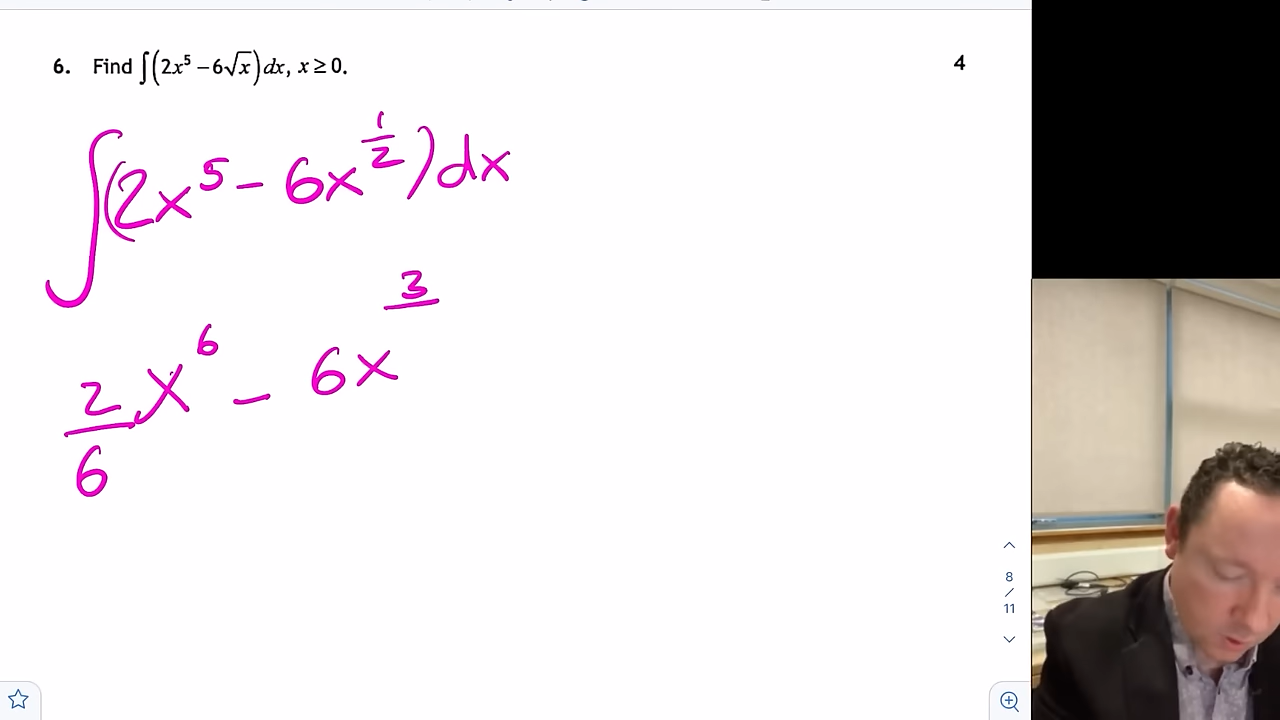 6. Find ∫(2x⁵ − 6√x) dx, x ≥ 0. 4
∫(2x⁵ − 6x^(1/2)) dx
2/6 x⁶ − 6x^(3/
8
/
11